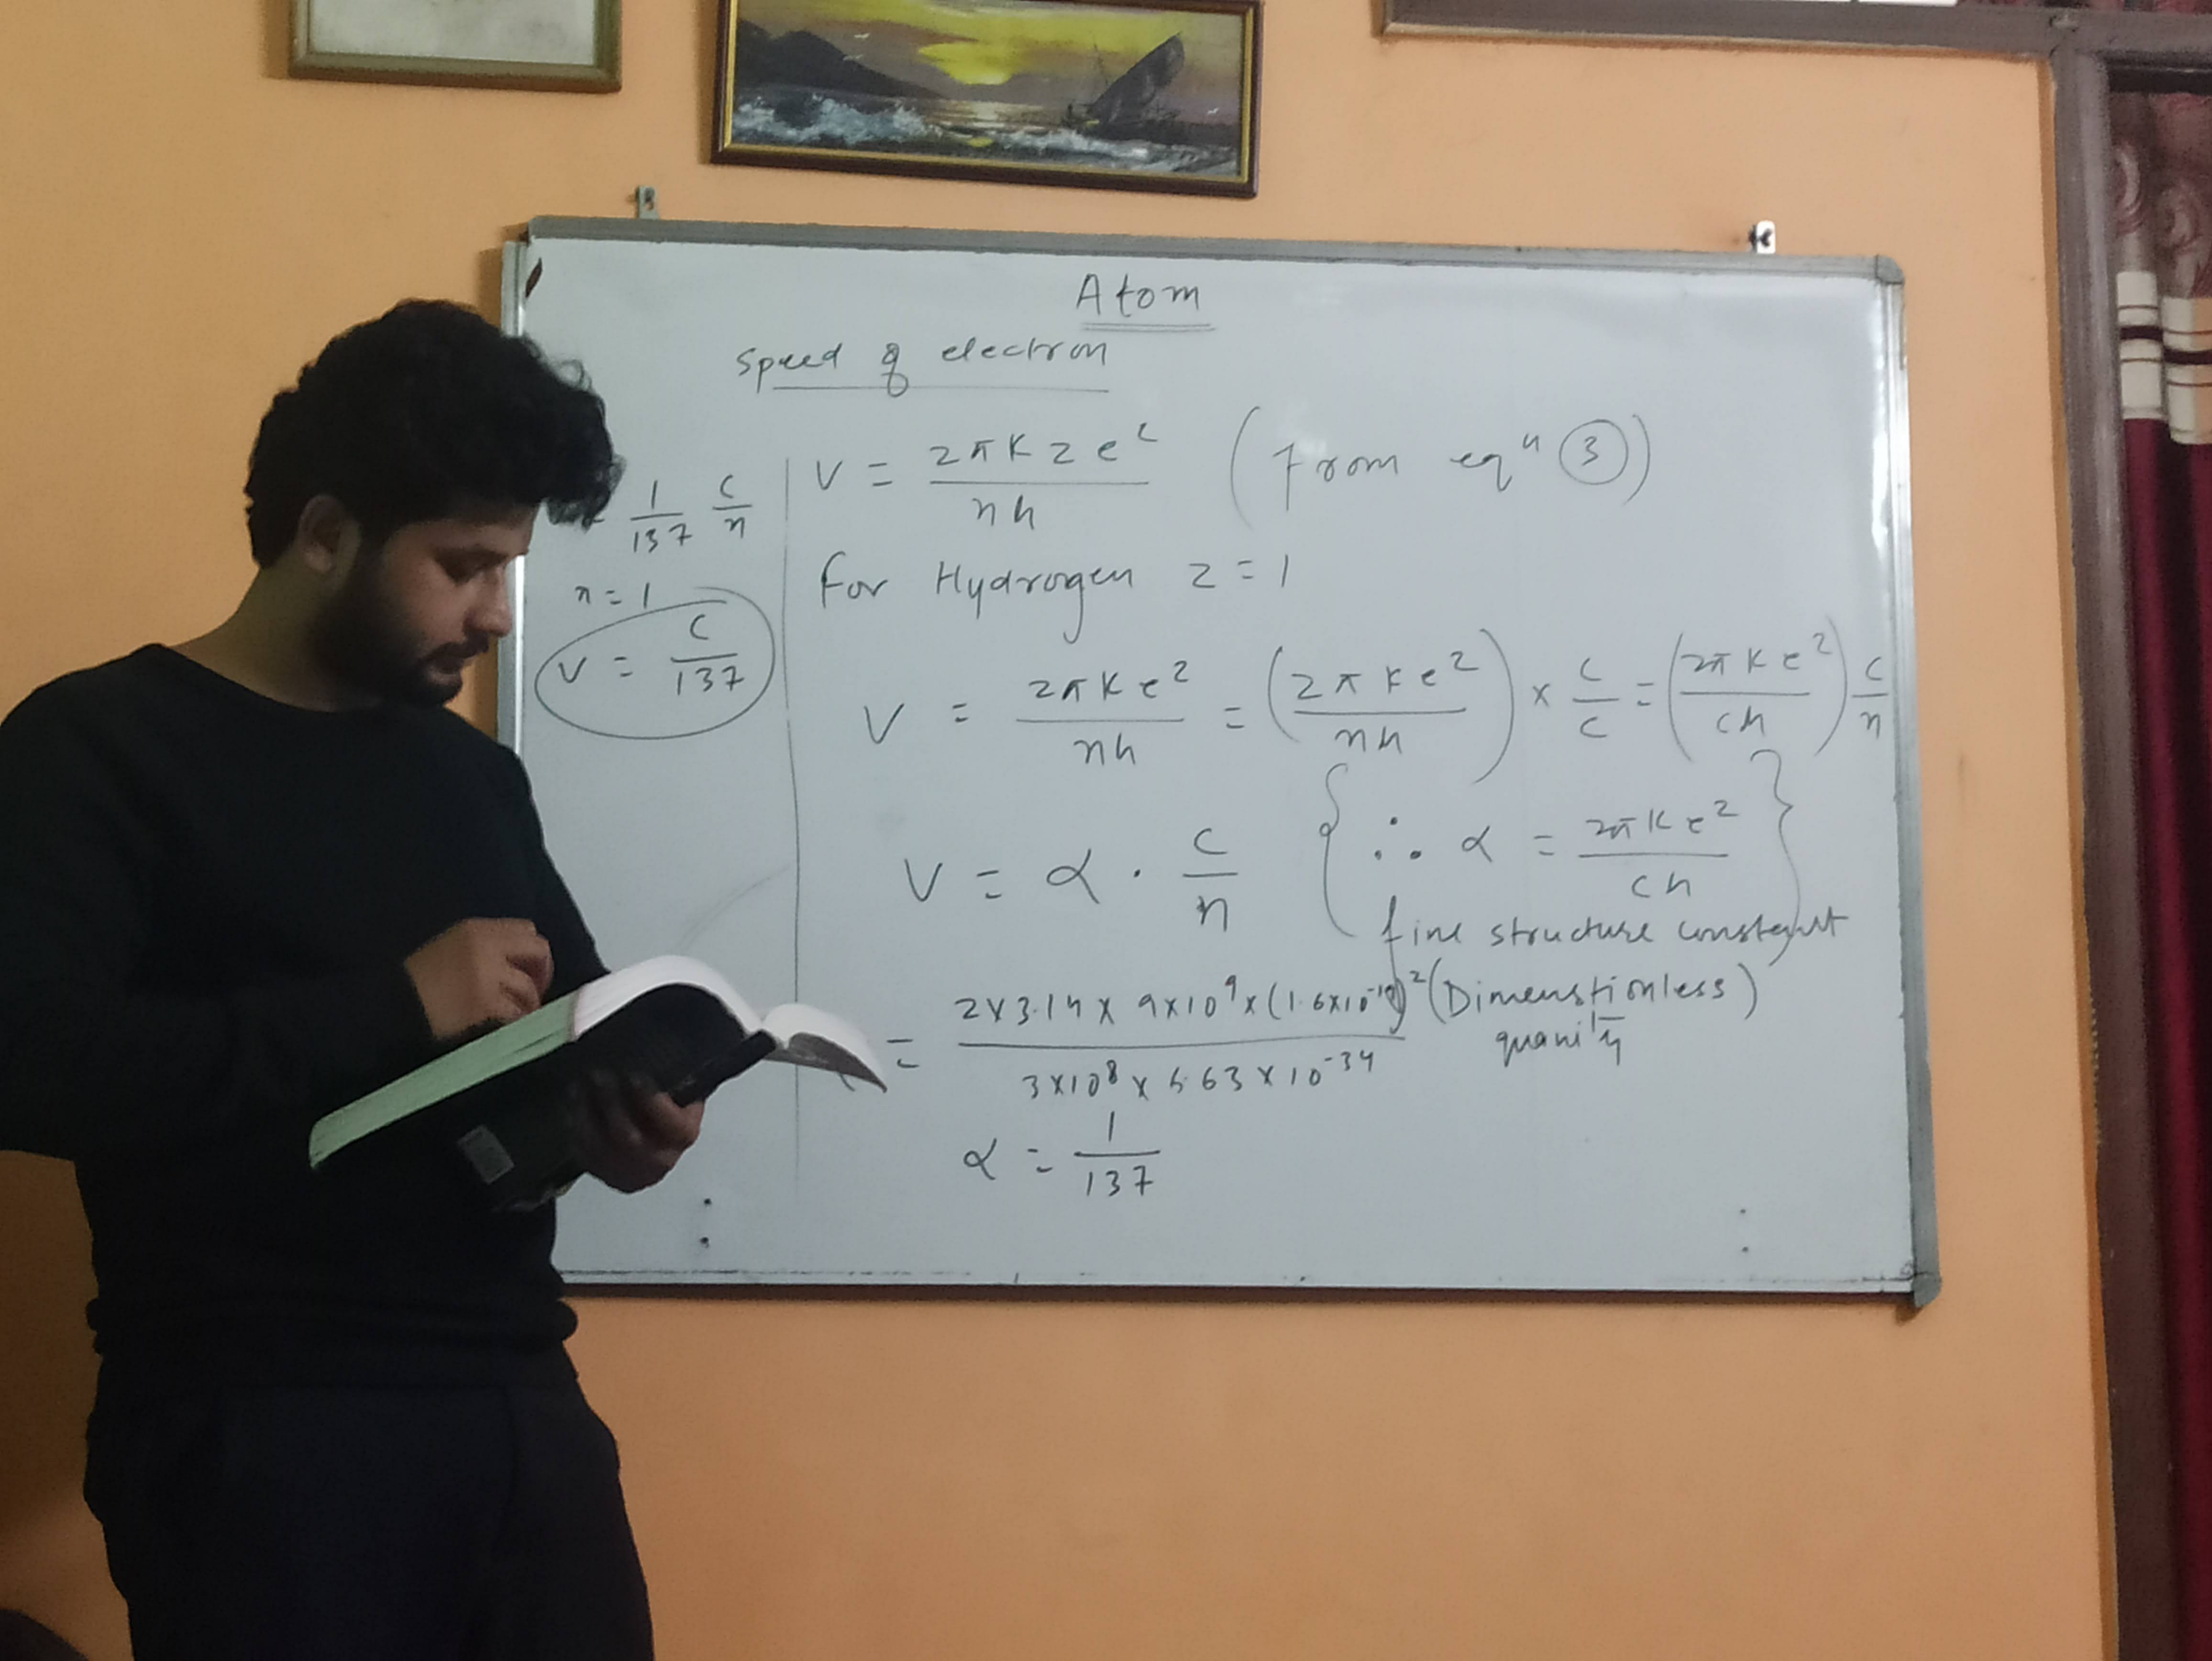 Atom
Speed of electron
V = 2πKZe² / nh (from eqⁿ ③)
For Hydrogen z = 1
V = 2πKe² / nh = (2πKe² / nh) × c/c = (2πKe² / ch) c/n
V = α · c/n { ∴ α = 2πKe² / ch }
fine structure constant
= 2×3.14×9×10⁹×(1.6×10⁻¹⁹)² / 3×10⁸×6.63×10⁻³⁴ (Dimenstionless)
quanity
α = 1/137
1/137 c/n
n = 1
v = c/137